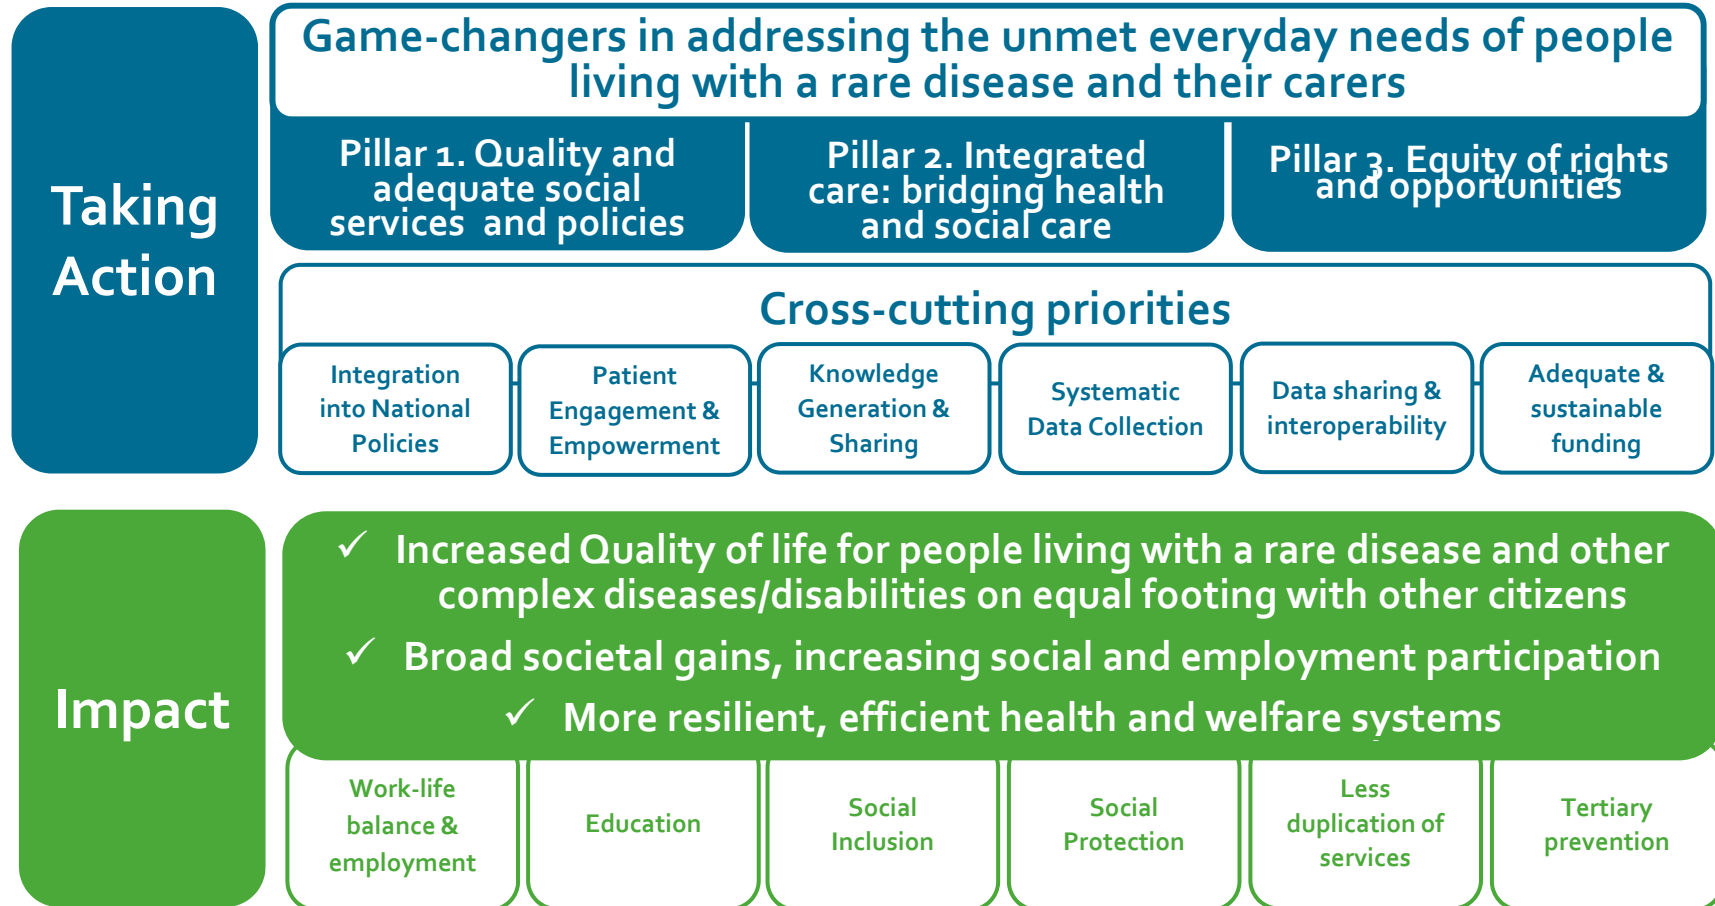 Taking
Action
Game-changers in addressing the unmet everyday needs of people
living with a rare disease and their carers
Pillar 1. Quality and
adequate social
services and policies
Pillar 2. Integrated
care: bridging health
and social care
Pillar 3. Equity of rights
and opportunities
Cross-cutting priorities
Integration
into National
Policies
Patient
Engagement &
Empowerment
Knowledge
Generation &
Sharing
Systematic
Data Collection
Data sharing &
interoperability
Adequate &
sustainable
funding
Impact
✓ Increased Quality of life for people living with a rare disease and other
complex diseases/disabilities on equal footing with other citizens
✓ Broad societal gains, increasing social and employment participation
✓ More resilient, efficient health and welfare systems
Work-life
balance &
employment
Education
Social
Inclusion
Social
Protection
Less
duplication of
services
Tertiary
prevention